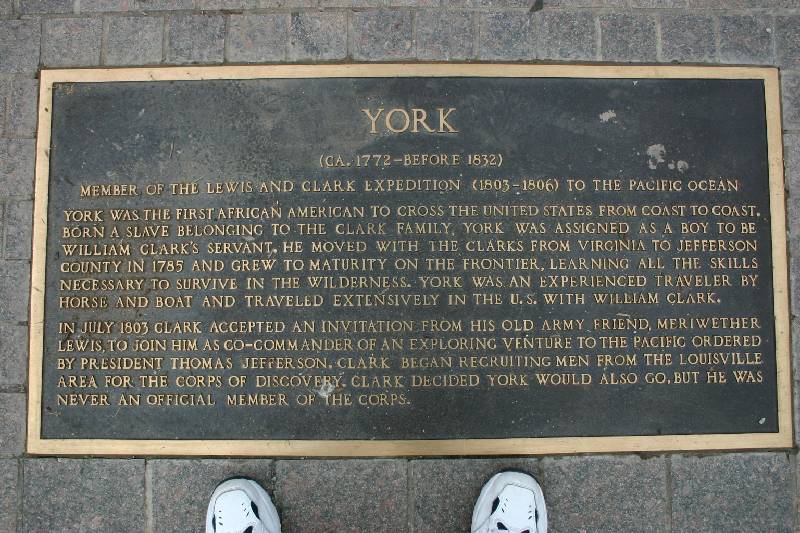 YORK
(CA. 1772-BEFORE 1832)
MEMBER OF THE LEWIS AND CLARK EXPEDITION (1803-1806) TO THE PACIFIC OCEAN
YORK WAS THE FIRST AFRICAN AMERICAN TO CROSS THE UNITED STATES FROM COAST TO COAST.
BORN A SLAVE BELONGING TO THE CLARK FAMILY, YORK WAS ASSIGNED AS A BOY TO BE
WILLIAM CLARK'S SERVANT. HE MOVED WITH THE CLARKS FROM VIRGINIA TO JEFFERSON
COUNTY IN 1785 AND GREW TO MATURITY ON THE FRONTIER, LEARNING ALL THE SKILLS
NECESSARY TO SURVIVE IN THE WILDERNESS. YORK WAS AN EXPERIENCED TRAVELER BY
HORSE AND BOAT AND TRAVELED EXTENSIVELY IN THE U.S. WITH WILLIAM CLARK.
IN JULY 1803 CLARK ACCEPTED AN INVITATION FROM HIS OLD ARMY FRIEND, MERIWETHER
LEWIS, TO JOIN HIM AS CO-COMMANDER OF AN EXPLORING VENTURE TO THE PACIFIC ORDERED
BY PRESIDENT THOMAS JEFFERSON. CLARK BEGAN RECRUITING MEN FROM THE LOUISVILLE
AREA FOR THE CORPS OF DISCOVERY. CLARK DECIDED YORK WOULD ALSO GO, BUT HE WAS
NEVER AN OFFICIAL MEMBER OF THE CORPS.